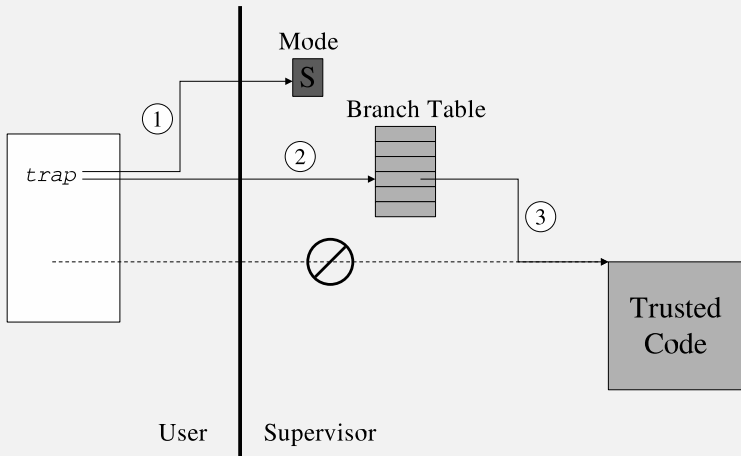 Mode
S
Branch Table
1
2
trap
3
Trusted
Code
User
Supervisor